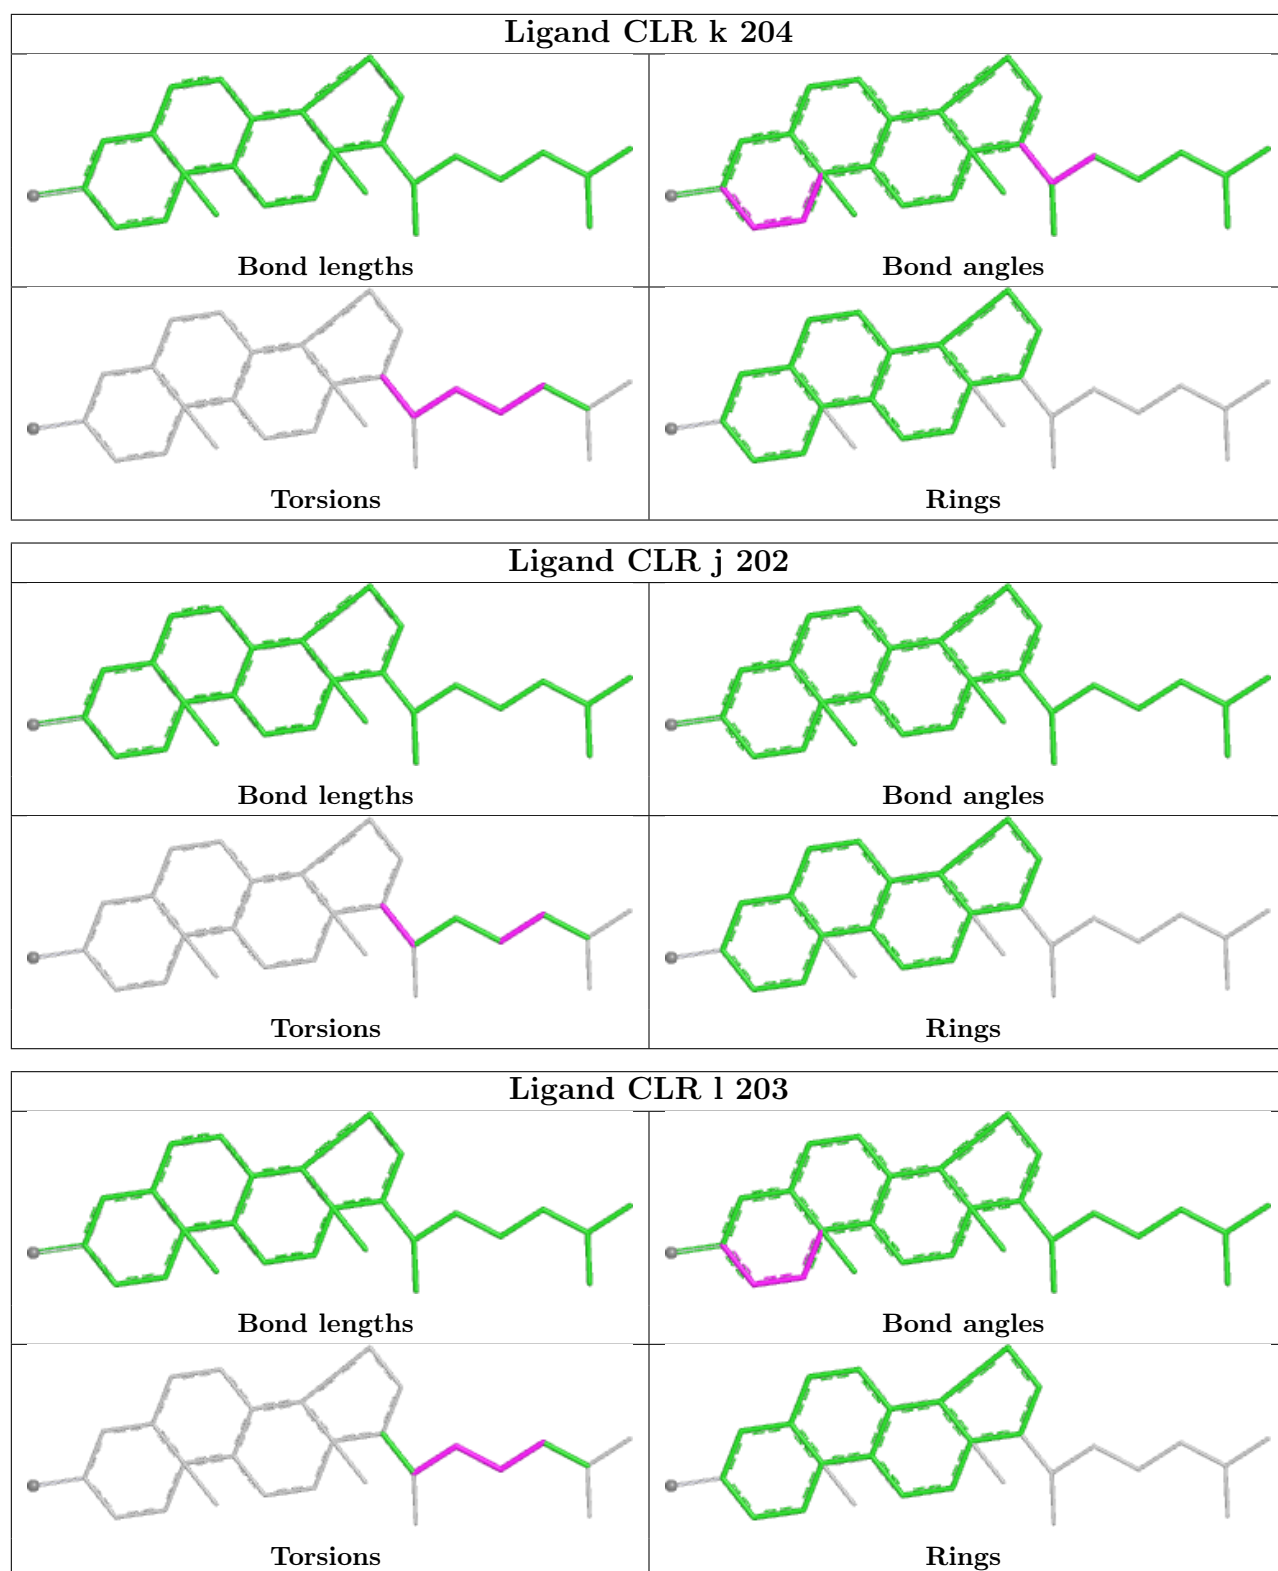 Ligand CLR k 204
Bond lengths
Bond angles
Torsions
Rings
Ligand CLR j 202
Bond lengths
Bond angles
Torsions
Rings
Ligand CLR l 203
Bond lengths
Bond angles
Torsions
Rings